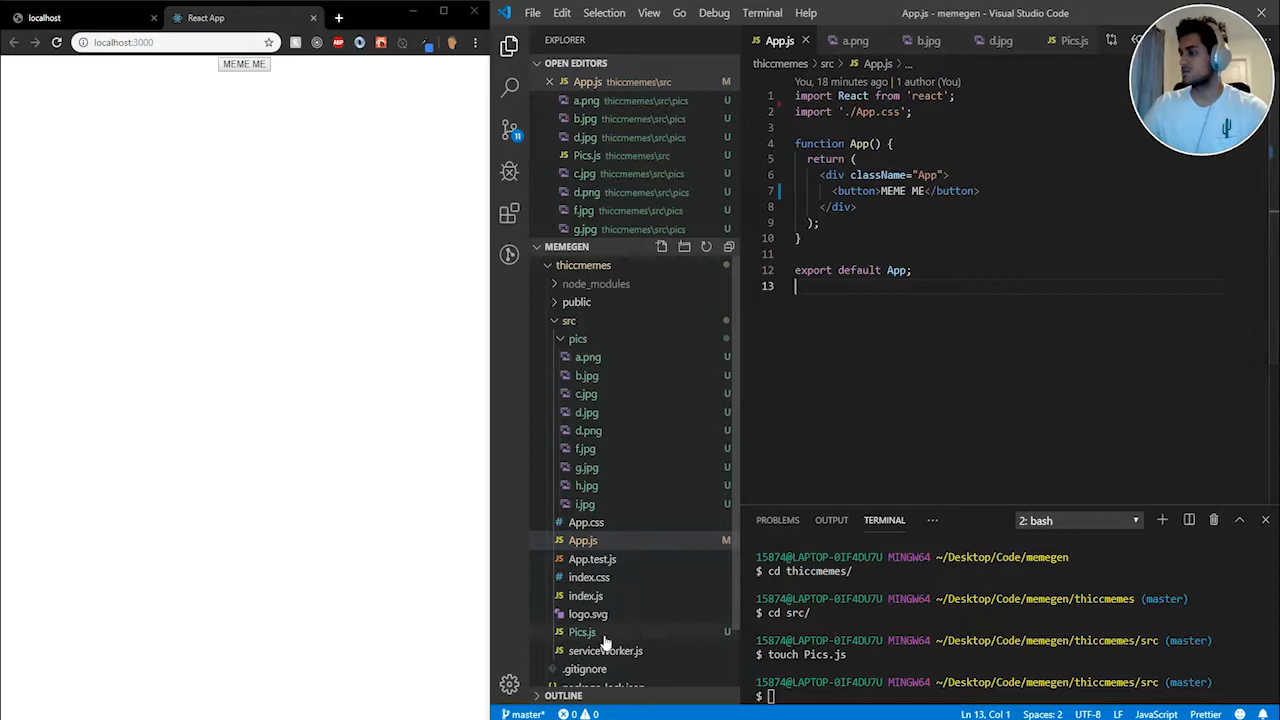 localhost
React App
localhost:3000
ABP
MEME ME
File Edit Selection View Go Debug Terminal Help
App.js - memegen - Visual Studio Code
OPEN EDITORS
App.js thiccmemes\src M
a.png thiccmemes\src\pics U
b.jpg thiccmemes\src\pics U
d.jpg thiccmemes\src\pics U
Pics.js thiccmemes\src U
c.jpg thiccmemes\src\pics U
d.png thiccmemes\src\pics U
f.jpg thiccmemes\src\pics U
g.jpg thiccmemes\src\pics U
11
MEMEGEN
thiccmemes
node_modules
public
src
pics
a.png U
b.jpg U
c.jpg U
d.jpg U
d.png U
f.jpg U
g.jpg U
h.jpg U
i.jpg U
App.css
JS App.js M
JS App.test.js
index.css
JS index.js
logo.svg
JS Pics.js U
JS serviceWorker.js
.gitignore
OUTLINE
b.jpg d.jpg JS Pics.js
thiccmemes > src > JS App.js > ...
You, 18 minutes ago | 1 author (You)
1 import React from 'react';
2 import './App.css';
3
4 function App() {
5 return (
6 <div className="App">
7 <button>MEME ME</button>
8 </div>
9 );
10 }
11
12 export default App;
13
PROBLEMS OUTPUT TERMINAL ... 2: bash
15874@LAPTOP-0IF4DU7U MINGW64 ~/Desktop/Code/memegen
$ cd thiccmemes/
15874@LAPTOP-0IF4DU7U MINGW64 ~/Desktop/Code/memegen/thiccmemes (master)
$ cd src/
15874@LAPTOP-0IF4DU7U MINGW64 ~/Desktop/Code/memegen/thiccmemes/src (master)
$ touch Pics.js
15874@LAPTOP-0IF4DU7U MINGW64 ~/Desktop/Code/memegen/thiccmemes/src (master)
$
master* 0 0 Ln 13, Col 1 Spaces: 2 UTF-8 LF JavaScript Prettier